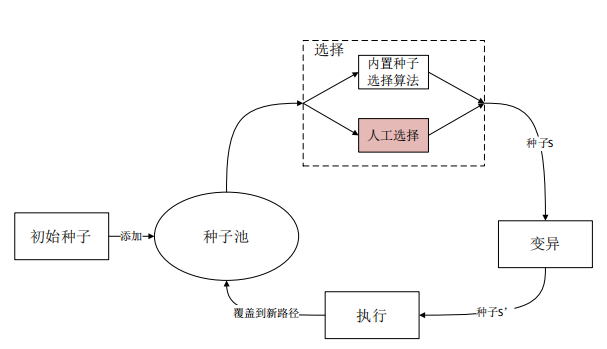 选择
内置种子
选择算法
人工选择
种子s
初始种子
添加
种子池
变异
覆盖到新路径
执行
种子s’